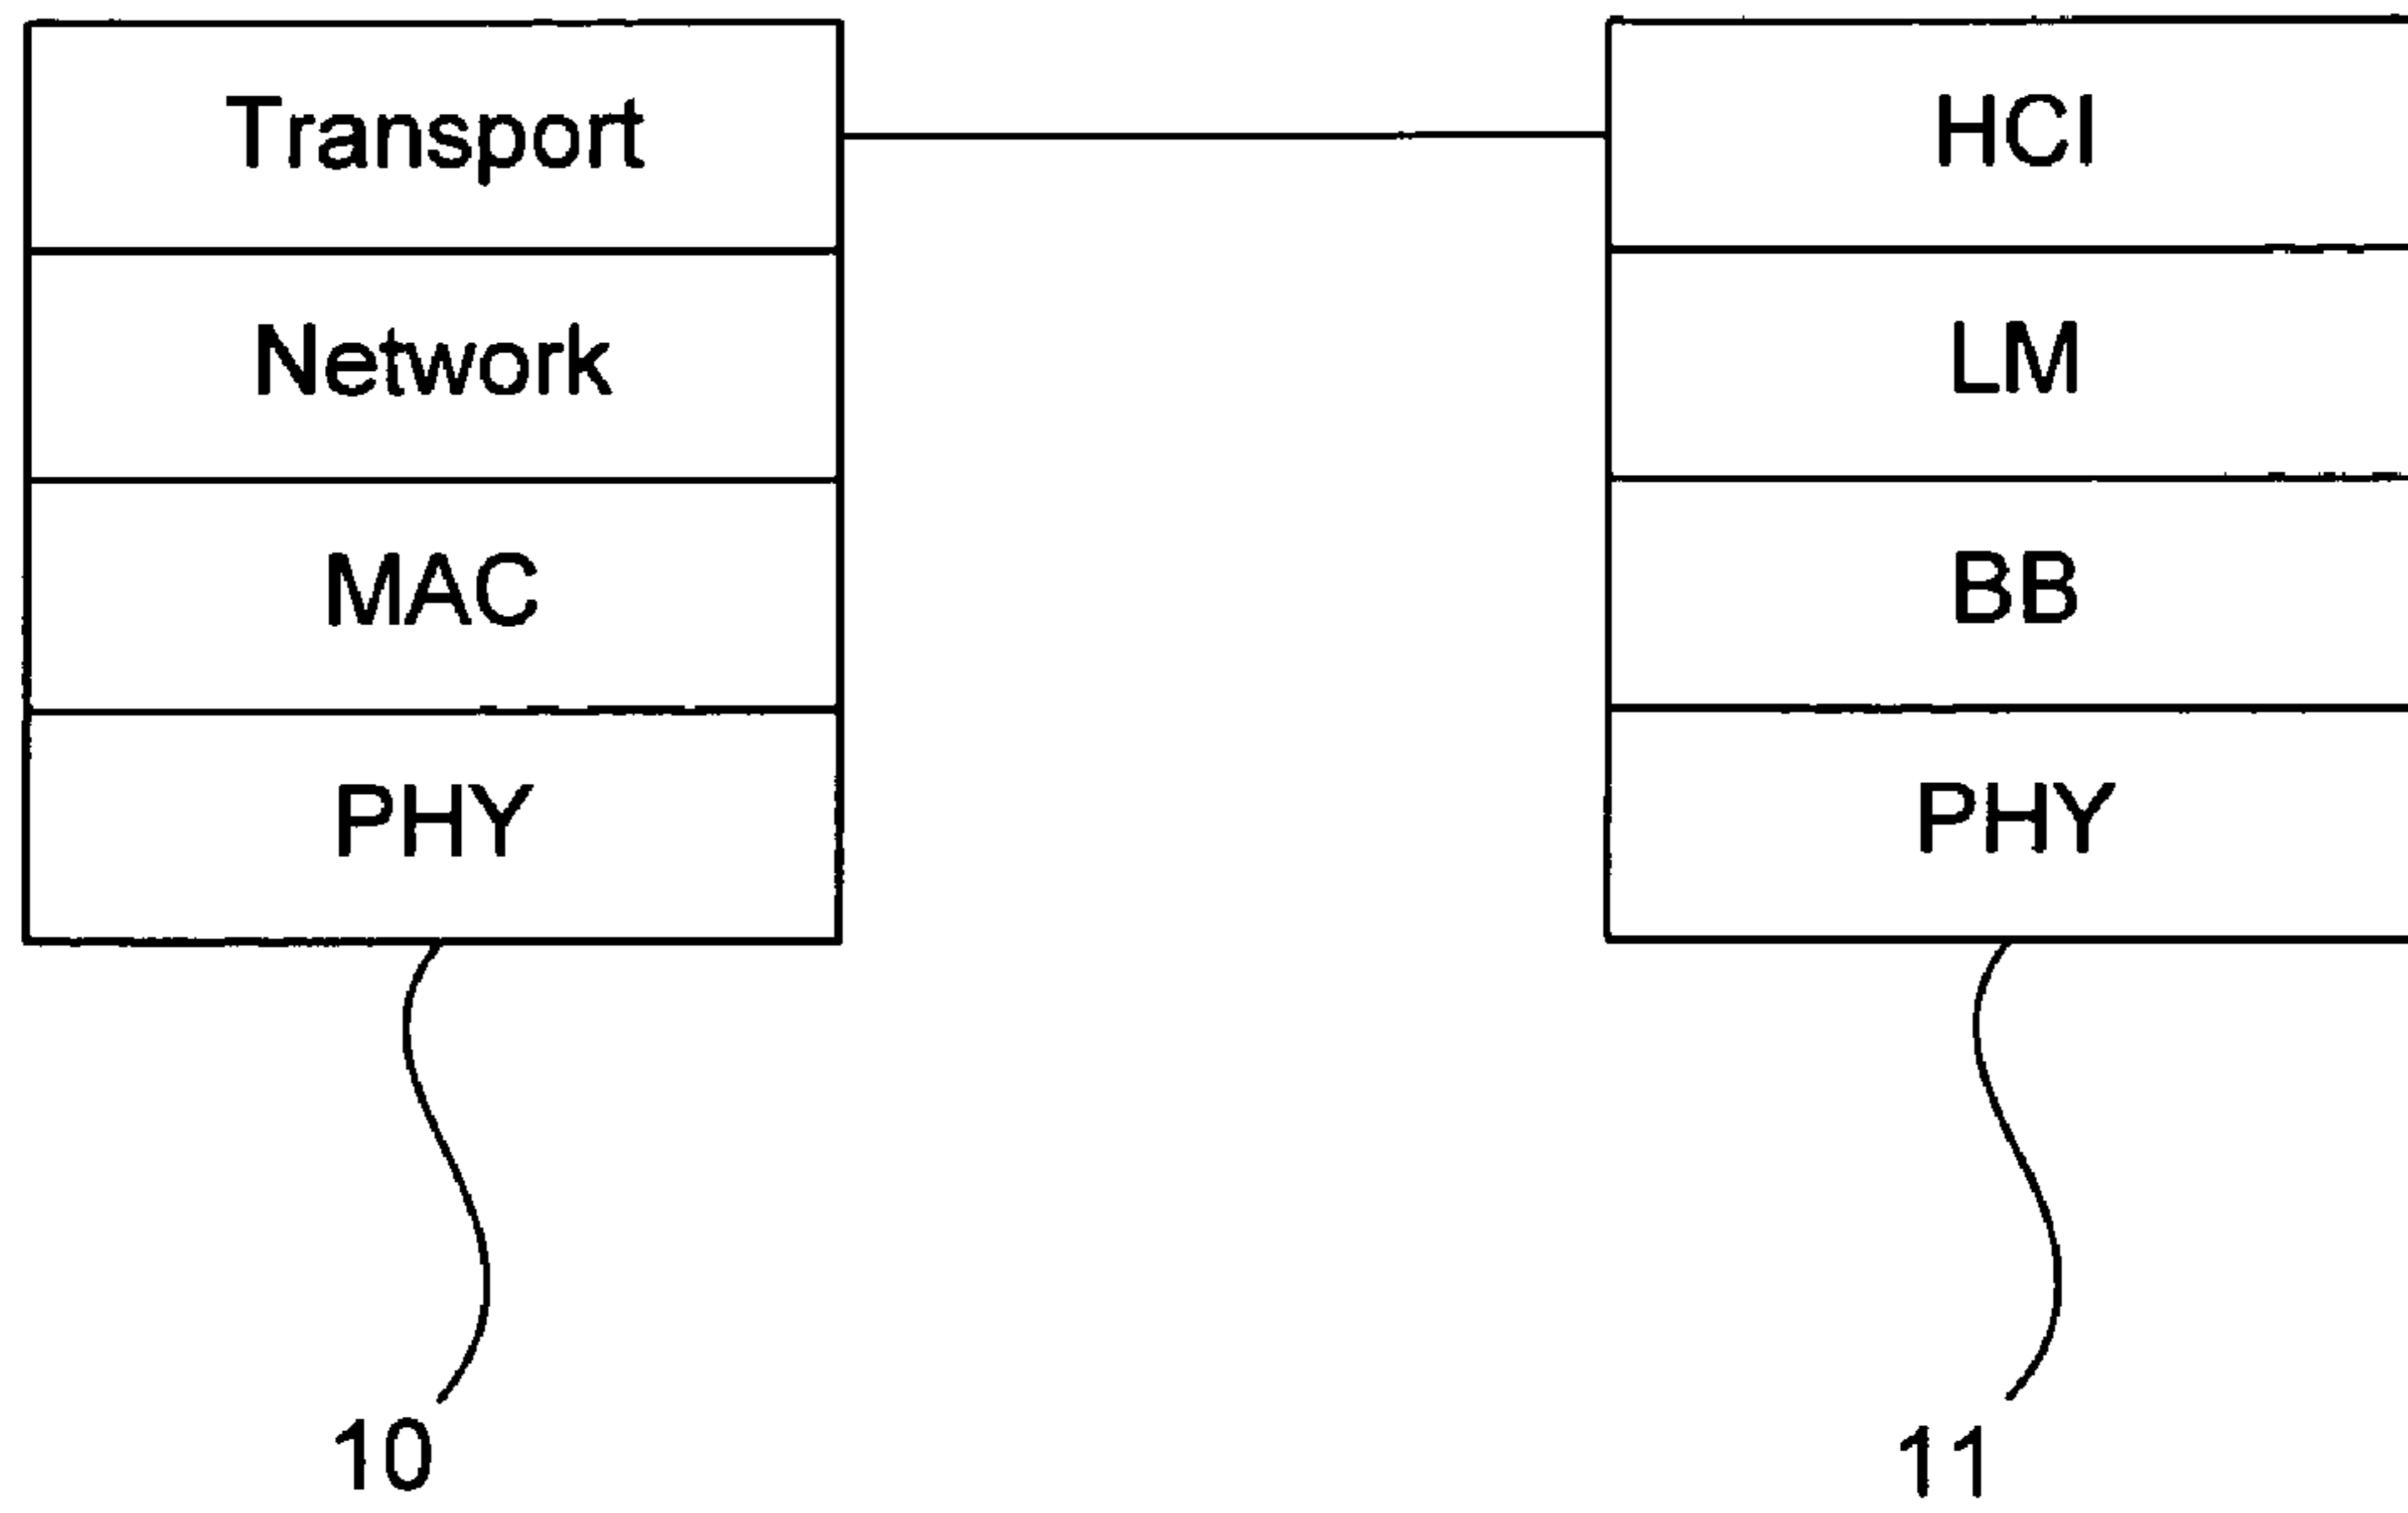 Transport
Network
MAC
PHY
10
HCI
LM
BB
PHY
11